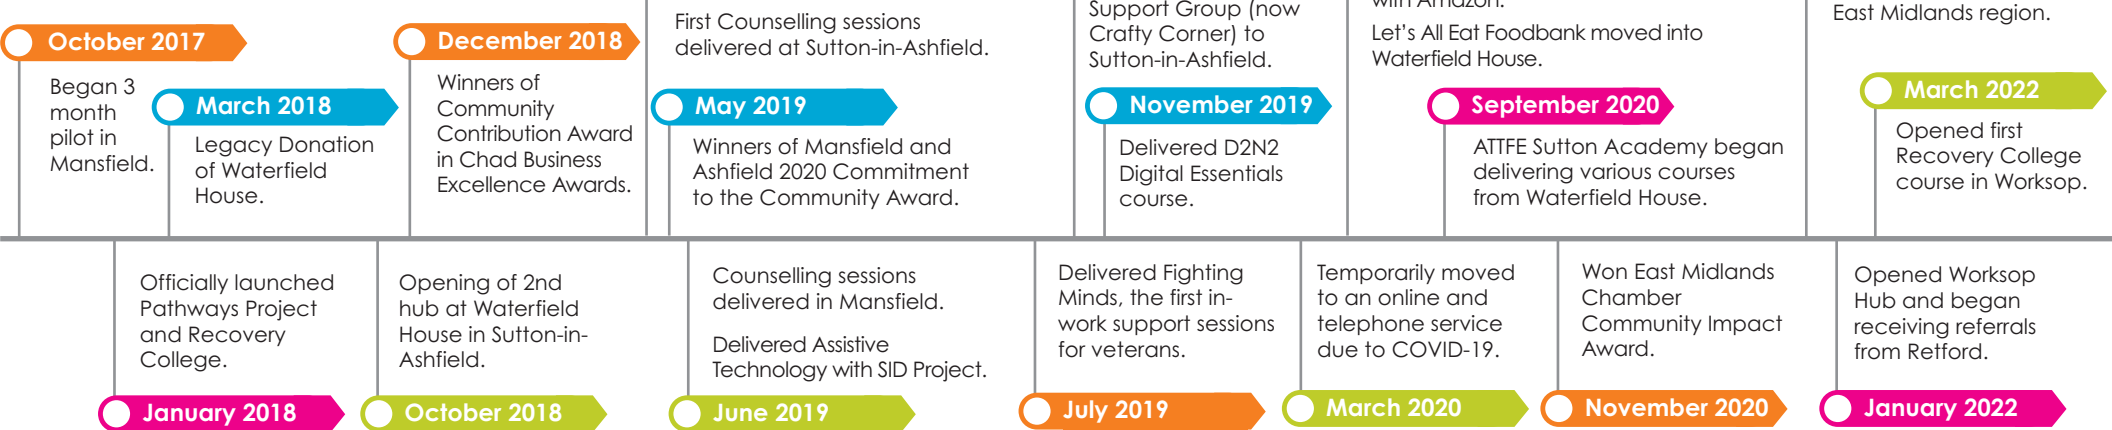 October 2017
Began 3
month
pilot in
Mansfield.
March 2018
Legacy Donation
of Waterfield
House.
December 2018
Winners of
Community
Contribution Award
in Chad Business
Excellence Awards.
First Counselling sessions
delivered at Sutton-in-Ashfield.
May 2019
Winners of Mansfield and
Ashfield 2020 Commitment
to the Community Award.
Support Group (now
Crafty Corner) to
Sutton-in-Ashfield.
November 2019
Delivered D2N2
Digital Essentials
course.
with Amazon.
Let's All Eat Foodbank moved into
Waterfield House.
September 2020
ATTFE Sutton Academy began
delivering various courses
from Waterfield House.
East Midlands region.
March 2022
Opened first
Recovery College
course in Worksop.
Officially launched
Pathways Project
and Recovery
College.
January 2018
Opening of 2nd
hub at Waterfield
House in Sutton-in-
Ashfield.
October 2018
Counselling sessions
delivered in Mansfield.
Delivered Assistive
Technology with SID Project.
June 2019
Delivered Fighting
Minds, the first in-
work support sessions
for veterans.
July 2019
Temporarily moved
to an online and
telephone service
due to COVID-19.
March 2020
Won East Midlands
Chamber
Community Impact
Award.
November 2020
Opened Worksop
Hub and began
receiving referrals
from Retford.
January 2022